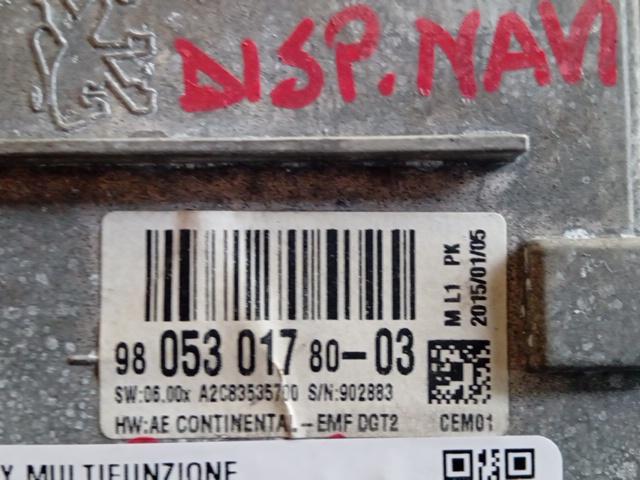 DISP. NAVI
98 053 017 80-03
SW:06.00x A2C83535700 S/N:902883
HW:AE CONTINENTAL-EMF DGT2 CEM01
M L1 PK
2015/01/05
Y MULTIFUNZIONE